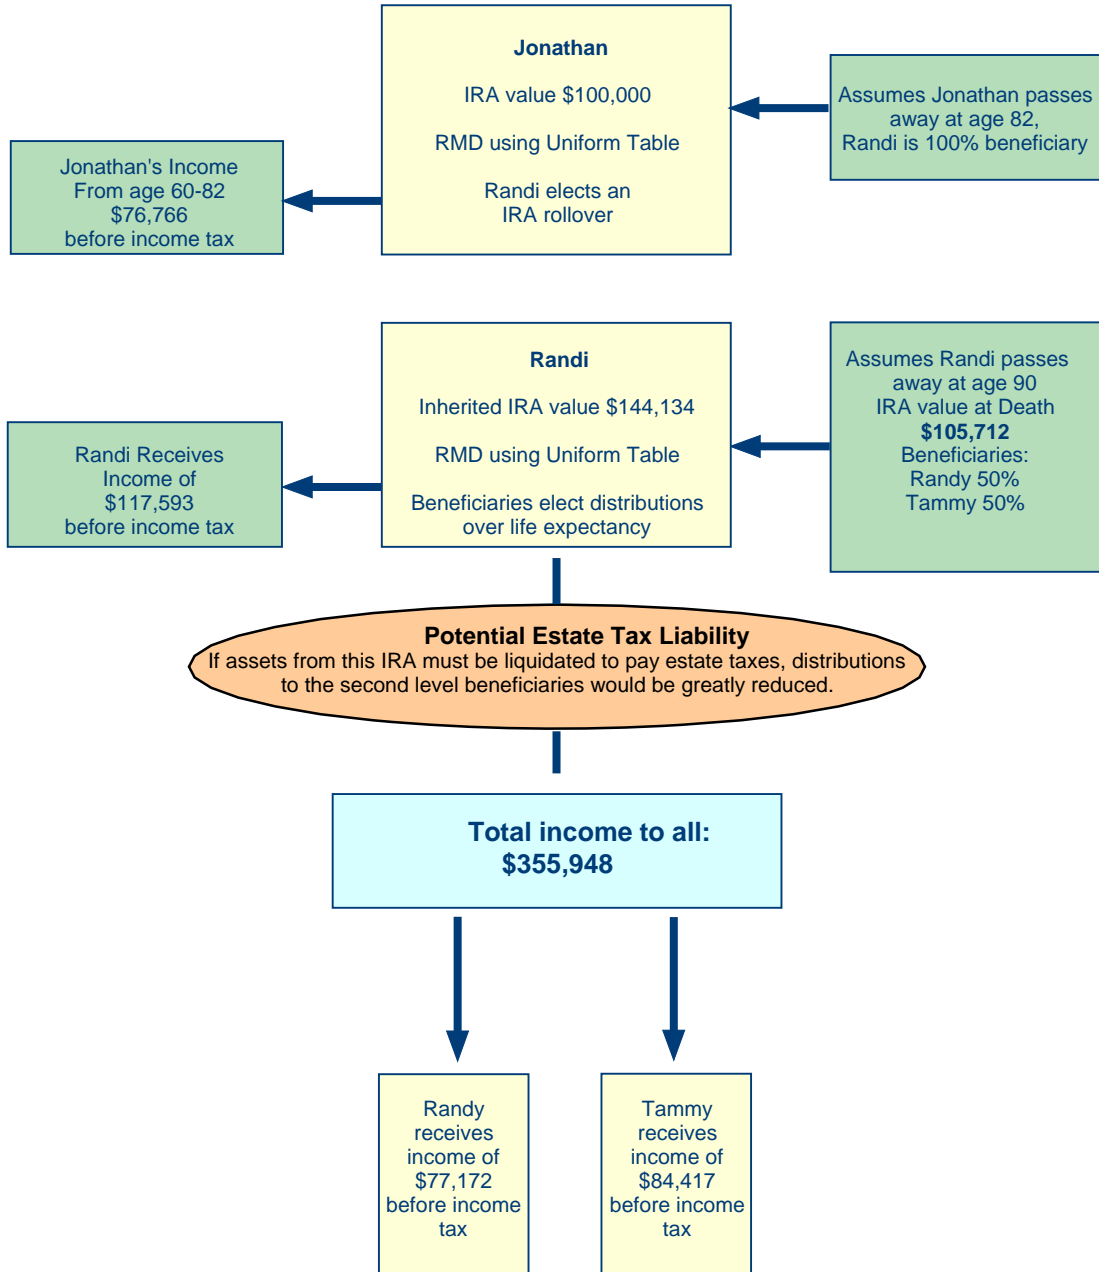 Jonathan
IRA value $100,000
RMD using Uniform Table
Randi elects an
IRA rollover
Assumes Jonathan passes
away at age 82,
Randi is 100% beneficiary
Jonathan's Income
From age 60-82
$76,766
before income tax
Randi
Inherited IRA value $144,134
RMD using Uniform Table
Beneficiaries elect distributions
over life expectancy
Assumes Randi passes
away at age 90
IRA value at Death
$105,712
Beneficiaries:
Randy 50%
Tammy 50%
Randi Receives
Income of
$117,593
before income tax
Potential Estate Tax Liability
If assets from this IRA must be liquidated to pay estate taxes, distributions
to the second level beneficiaries would be greatly reduced.
Total income to all:
$355,948
Randy
receives
income of
$77,172
before income
tax
Tammy
receives
income of
$84,417
before income
tax